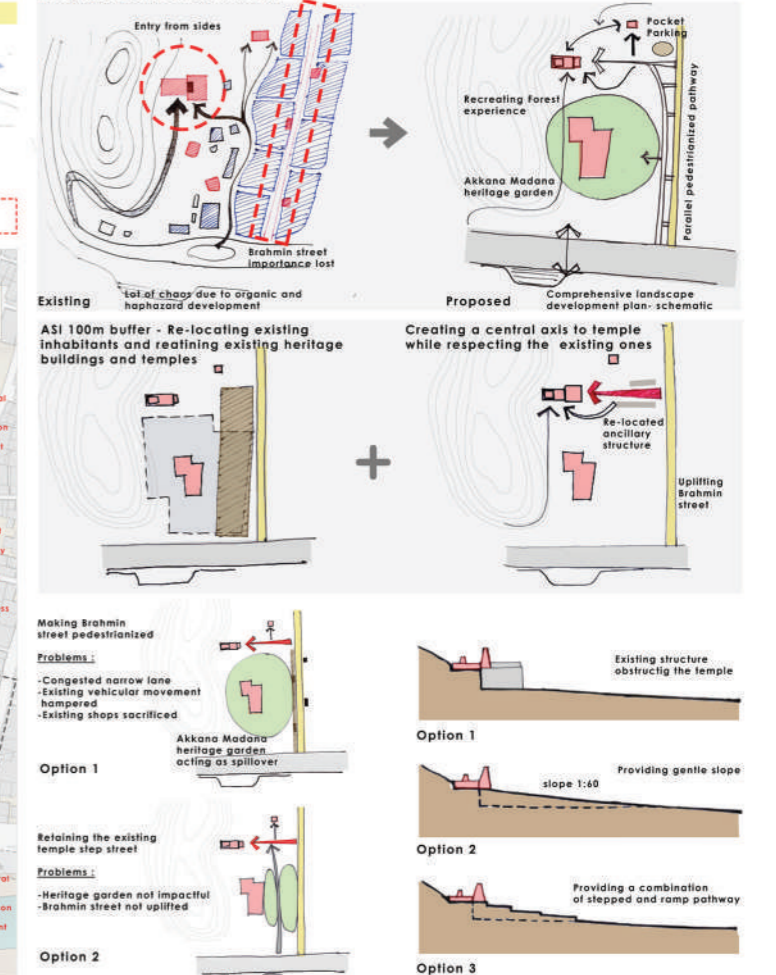 Entry from sides
Brahmin street
importance lost
Existing
Lot of chaos due to organic and
haphazard development
Pocket
Parking
Recreating Forest
experience
Akkana Madana
heritage garden
Parallel pedestrianized pathway
Proposed
Comprehensive landscape
development plan- schematic
ASI 100m buffer - Re-locating existing
inhabitants and reatining existing heritage
buildings and temples
Creating a central axis to temple
while respecting the existing ones
Re-located
ancillary
structure
Uplifting
Brahmin
street
Making Brahmin
street pedestrianized
Problems :
-Congested narrow lane
-Existing vehicular movement
hampered
-Existing shops sacrificed
Akkana Madana
heritage garden
acting as spillover
Option 1
Retaining the existing
temple step street
Problems :
-Heritage garden not impactful
-Brahmin street not uplifted
Option 2
Existing structure
obstructig the temple
Option 1
slope 1:60
Providing gentle slope
Option 2
Providing a combination
of stepped and ramp pathway
Option 3